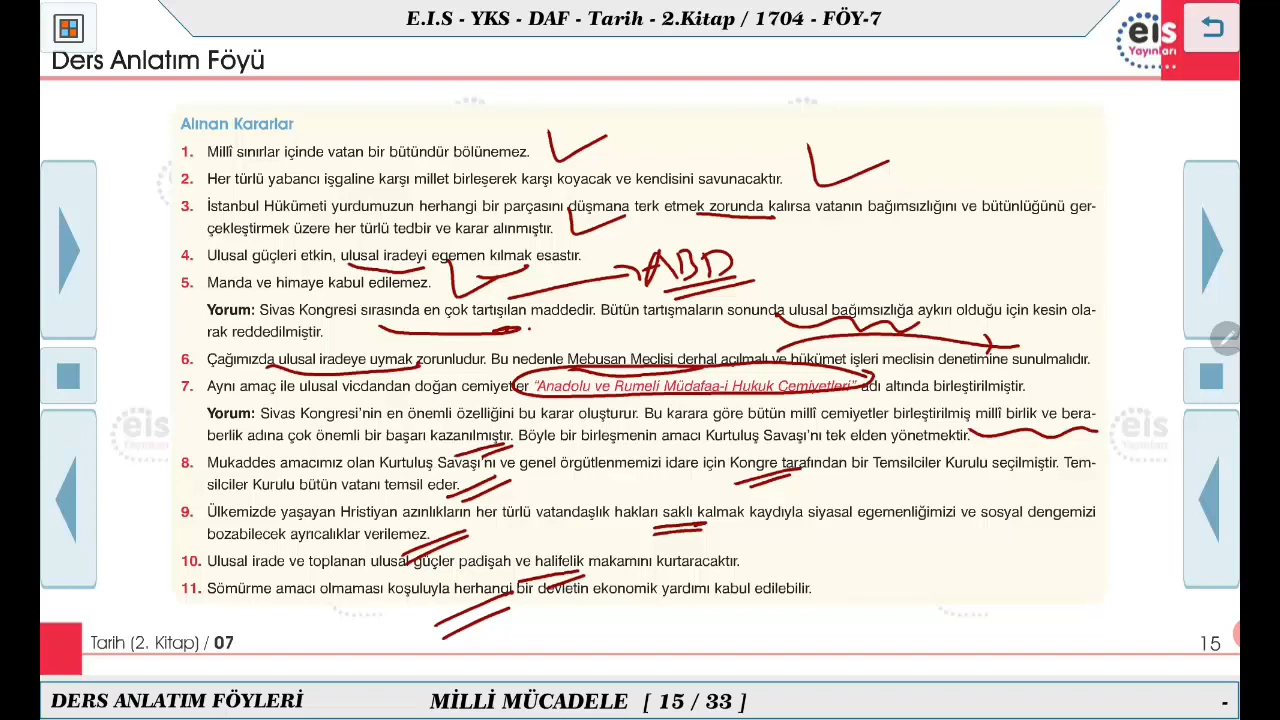 E.I.S - YKS - DAF - Tarih - 2.Kitap / 1704 - FÖY-7
eis
Yayınları
Ders Anlatım Föyü
Alınan Kararlar
1. Millî sınırlar içinde vatan bir bütündür bölünemez.
2. Her türlü yabancı işgaline karşı millet birleşerek karşı koyacak ve kendisini savunacaktır.
3. İstanbul Hükümeti yurdumuzun herhangi bir parçasını düşmana terk etmek zorunda kalırsa vatanın bağımsızlığını ve bütünlüğünü ger-
çekleştirmek üzere her türlü tedbir ve karar alınmıştır.
4. Ulusal güçleri etkin, ulusal iradeyi egemen kılmak esastır.
5. Manda ve himaye kabul edilemez.
ABD
Yorum: Sivas Kongresi sırasında en çok tartışılan maddedir. Bütün tartışmaların sonunda ulusal bağımsızlığa aykırı olduğu için kesin ola-
rak reddedilmiştir.
6. Çağımızda ulusal iradeye uymak zorunludur. Bu nedenle Mebusan Meclisi derhal açılmalı ve hükümet işleri meclisin denetimine sunulmalıdır.
7. Aynı amaç ile ulusal vicdandan doğan cemiyetler “Anadolu ve Rumeli Müdafaa-i Hukuk Cemiyetleri” adı altında birleştirilmiştir.
Yorum: Sivas Kongresi’nin en önemli özelliğini bu karar oluşturur. Bu karara göre bütün millî cemiyetler birleştirilmiş millî birlik ve bera-
berlik adına çok önemli bir başarı kazanılmıştır. Böyle bir birleşmenin amacı Kurtuluş Savaşı’nı tek elden yönetmektir.
8. Mukaddes amacımız olan Kurtuluş Savaşı’nı ve genel örgütlenmemizi idare için Kongre tarafından bir Temsilciler Kurulu seçilmiştir. Tem-
silciler Kurulu bütün vatanı temsil eder.
9. Ülkemizde yaşayan Hristiyan azınlıkların her türlü vatandaşlık hakları saklı kalmak kaydıyla siyasal egemenliğimizi ve sosyal dengemizi
bozabilecek ayrıcalıklar verilemez.
10. Ulusal irade ve toplanan ulusal güçler padişah ve halifelik makamını kurtaracaktır.
11. Sömürme amacı olmaması koşuluyla herhangi bir devletin ekonomik yardımı kabul edilebilir.
eis
Yayınları
eis
Yayınları
Tarih (2. Kitap) / 07
15
DERS ANLATIM FÖYLERİ MİLLİ MÜCADELE [ 15 / 33 ] -